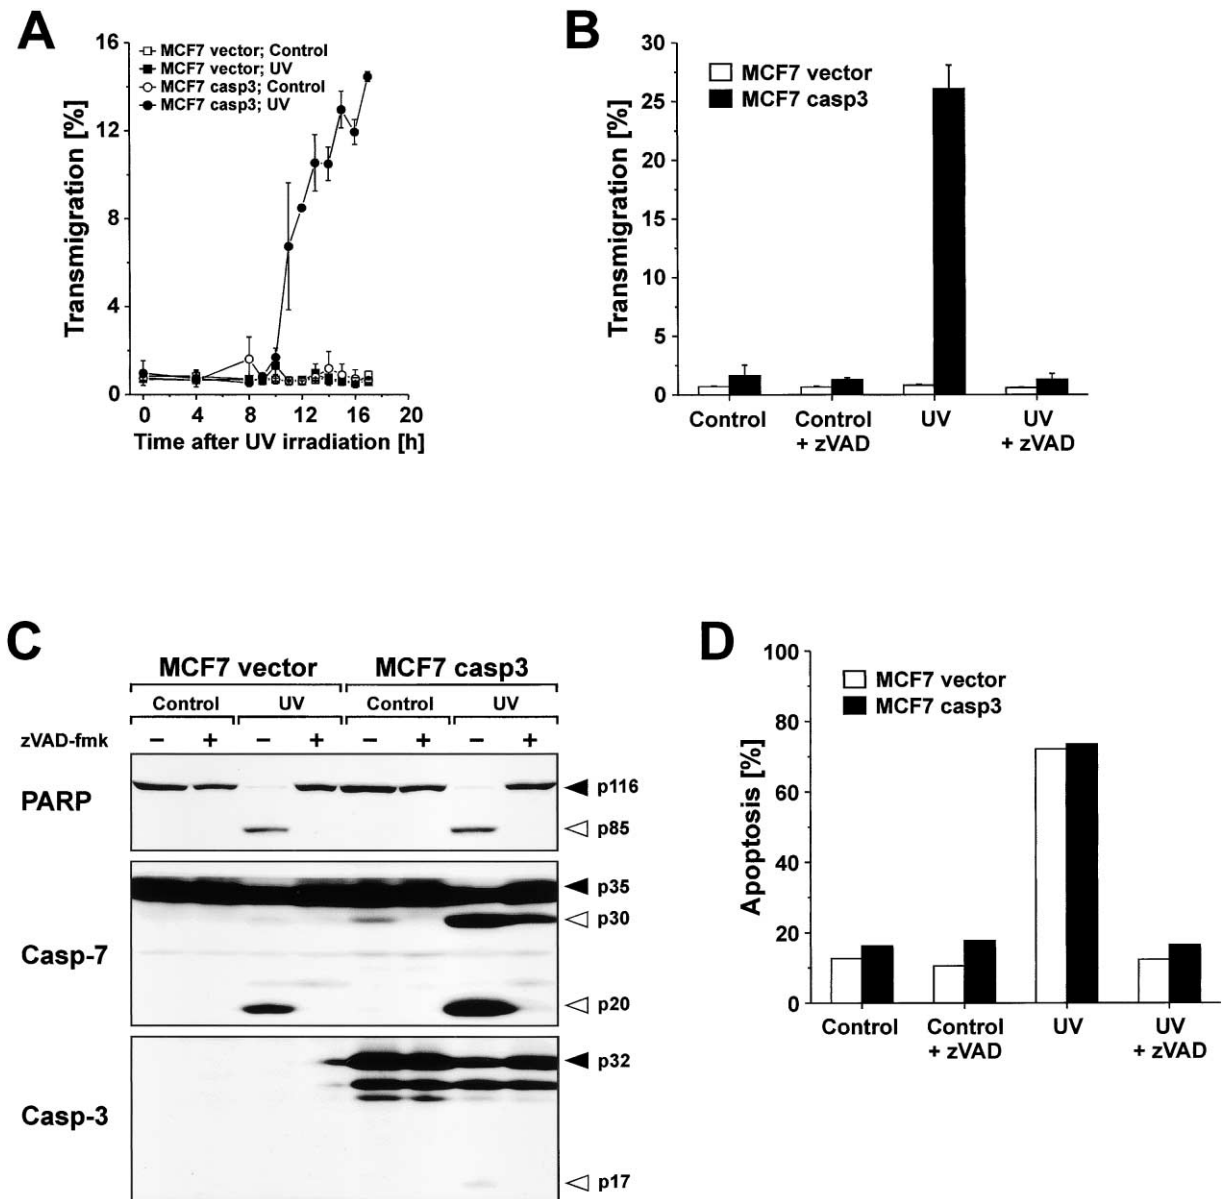 A
16
12
8
4
0
Transmigration [%]
MCF7 vector; Control
MCF7 vector; UV
MCF7 casp3; Control
MCF7 casp3; UV
0 4 8 12 16 20
Time after UV irradiation [h]
B
30
25
20
15
10
5
0
Transmigration [%]
MCF7 vector
MCF7 casp3
Control Control UV UV
+ zVAD + zVAD
C
MCF7 vector MCF7 casp3
Control UV Control UV
zVAD-fmk − + − + − + − +
PARP
p116
p85
Casp-7
p35
p30
p20
Casp-3
p32
p17
D
100
80
60
40
20
0
Apoptosis [%]
MCF7 vector
MCF7 casp3
Control Control UV UV
+ zVAD + zVAD